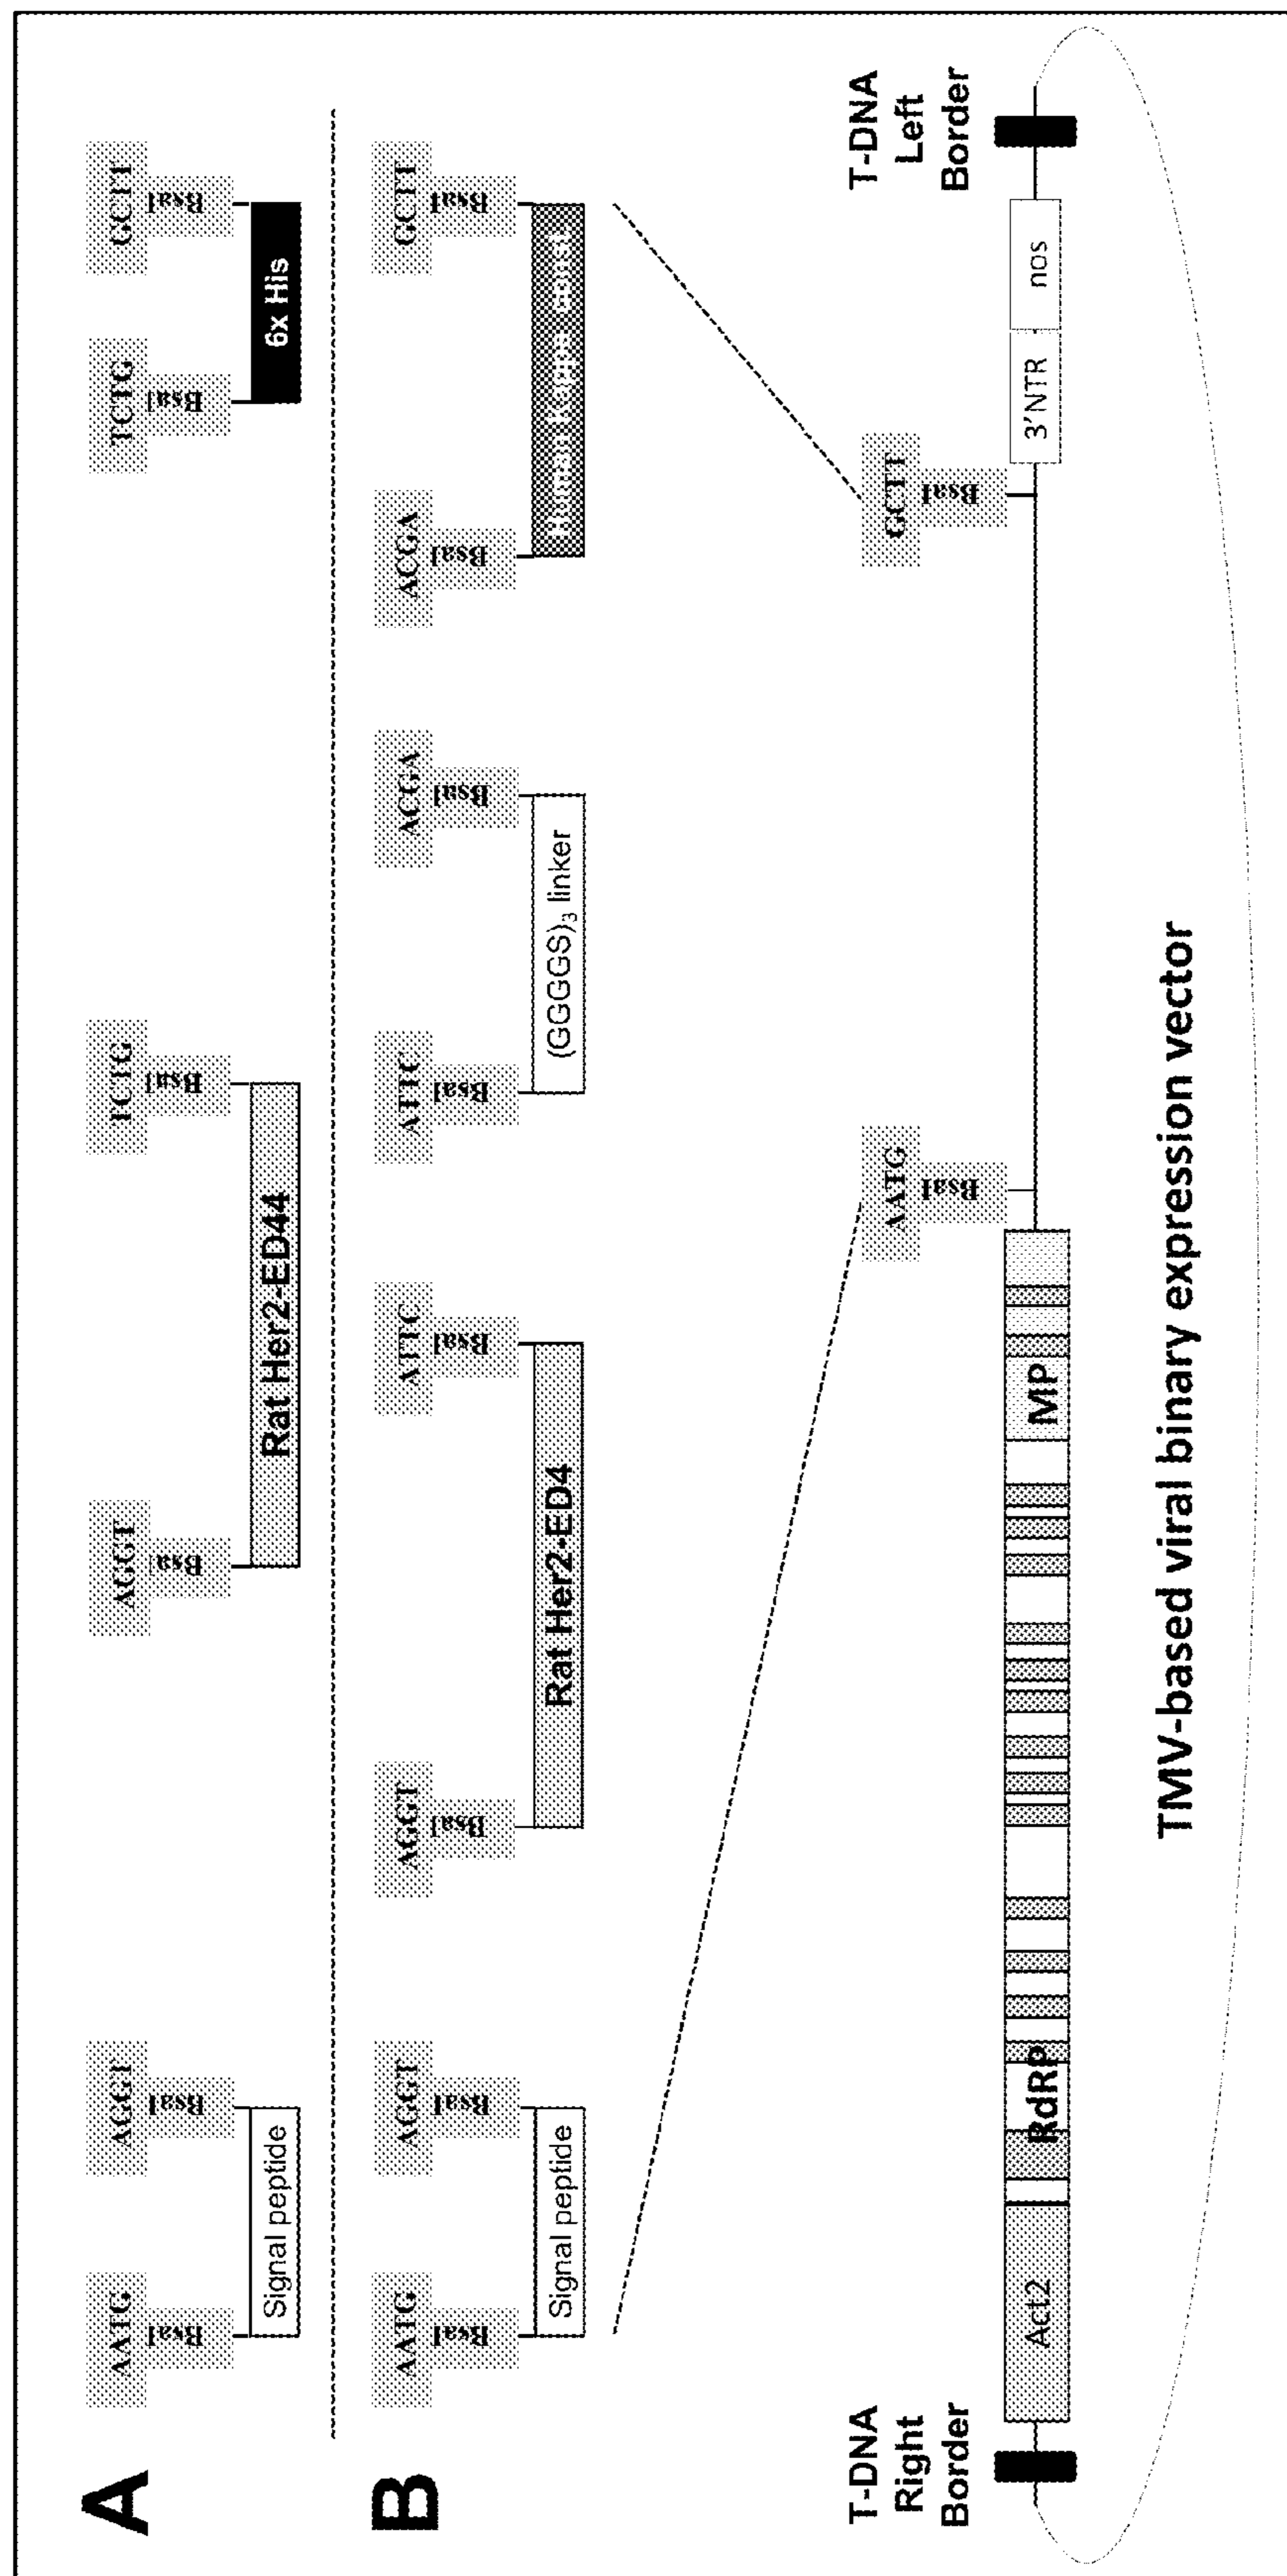 A
AATG
BsaI
AGGT
BsaI
Signal peptide
AGGT
BsaI
TCTG
BsaI
Rat Her2-ED44
TCTG
BsaI
GCTT
BsaI
6x His
B
AATG
BsaI
AGGT
BsaI
Signal peptide
AGGT
BsaI
ATTC
BsaI
Rat Her2-ED4
ATTC
BsaI
ACGA
BsaI
(GGGGS)₃ linker
ACGA
BsaI
GCTT
BsaI
Human Kappa const
AATG
BsaI
GCTT
BsaI
T-DNA
Right
Border
Act2
RdRP
MP
3'NTR
nos
T-DNA
Left
Border
TMV-based viral binary expression vector